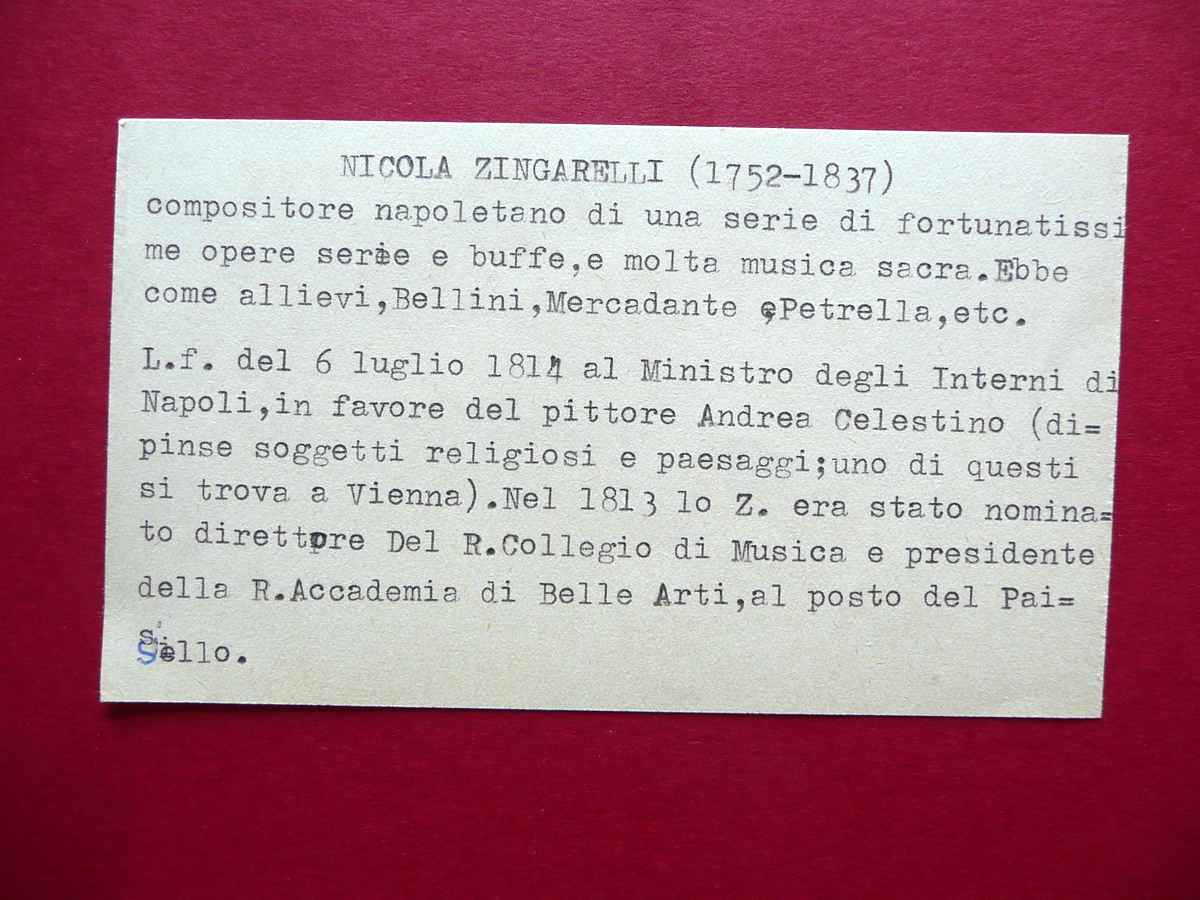 NICOLA ZINGARELLI (1752-1837)
compositore napoletano di una serie di fortunatissi
me opere serie e buffe,e molta musica sacra.Ebbe
come allievi,Bellini,Mercadante e Petrella,etc.
L.f. del 6 luglio 1814 al Ministro degli Interni di
Napoli,in favore del pittore Andrea Celestino (di=
pinse soggetti religiosi e paesaggi;uno di questi
si trova a Vienna).Nel 1813 lo Z. era stato nomina=
to direttore Del R.Collegio di Musica e presidente
della R.Accademia di Belle Arti,al posto del Pai=
siello.